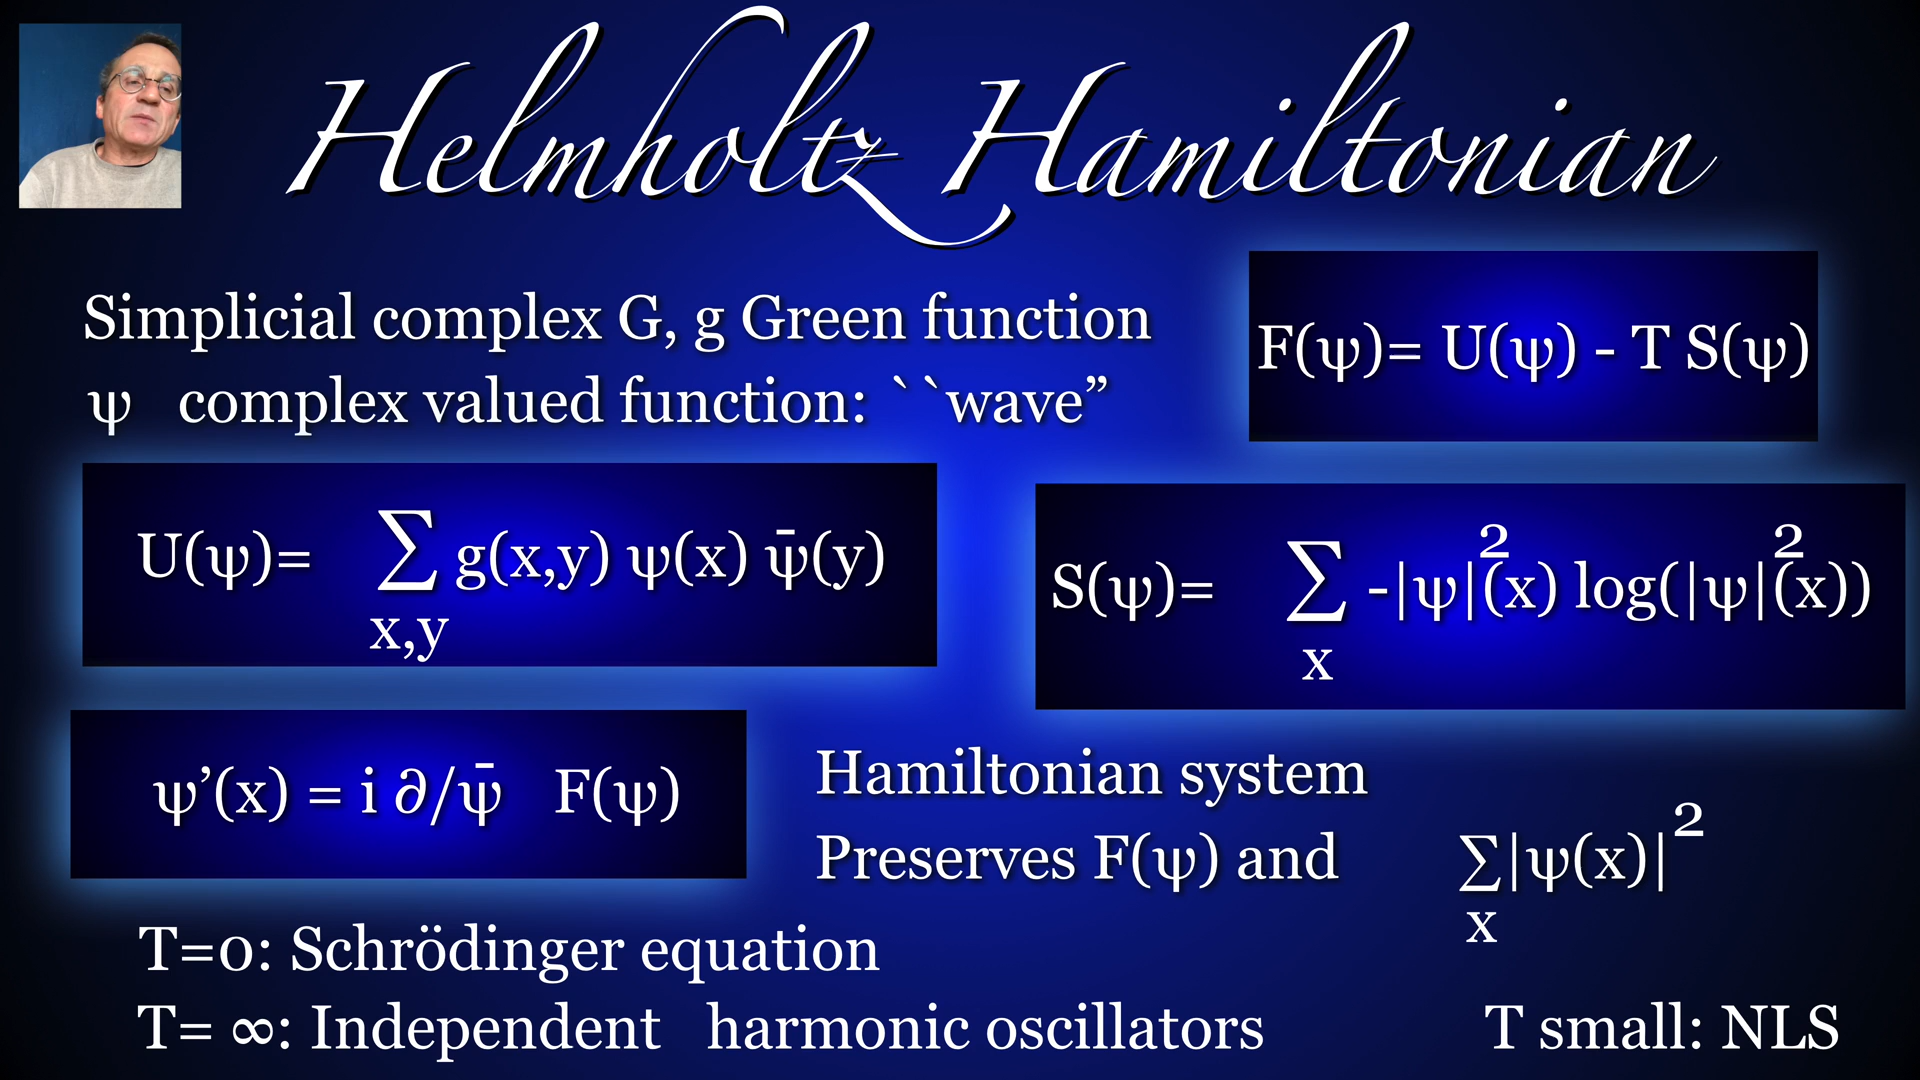 Helmholtz Hamiltonian
Simplicial complex G, g Green function
ψ complex valued function: ``wave”
F(ψ)= U(ψ) - T S(ψ)
U(ψ)= ∑ g(x,y) ψ(x) ψ̄(y)
x,y
S(ψ)= ∑ -|ψ|²(x) log(|ψ|²(x))
x
ψ’(x) = i ∂/ψ̄ F(ψ)
Hamiltonian system
Preserves F(ψ) and ∑|ψ(x)|²
x
T=0: Schrödinger equation
T= ∞: Independent harmonic oscillators
T small: NLS